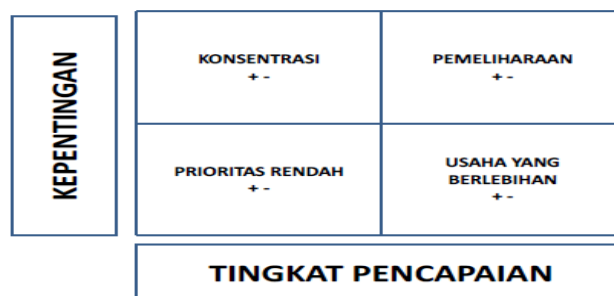 KEPENTINGAN
KONSENTRASI
+ -
PEMELIHARAAN
+ -
PRIORITAS RENDAH
+ -
USAHA YANG
BERLEBIHAN
+ -
TINGKAT PENCAPAIAN